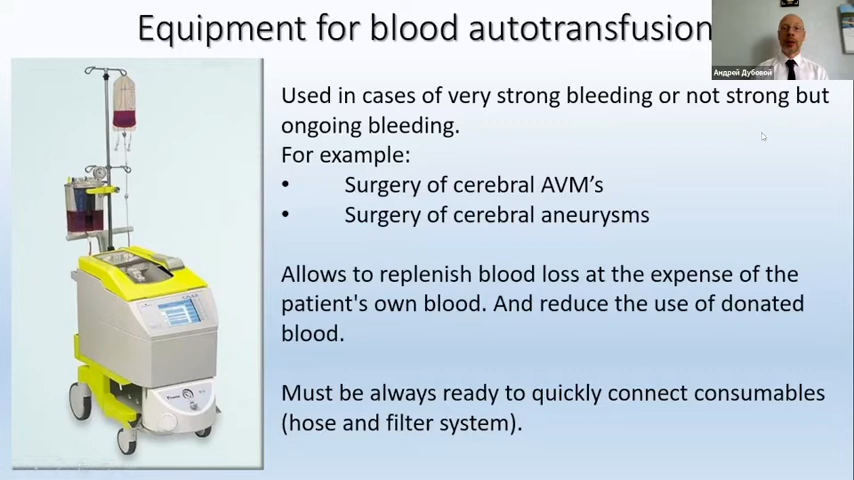 Equipment for blood autotransfusion
Андрей Дубовой
Used in cases of very strong bleeding or not strong but
ongoing bleeding.
For example:
• Surgery of cerebral AVM’s
• Surgery of cerebral aneurysms
Allows to replenish blood loss at the expense of the
patient's own blood. And reduce the use of donated
blood.
Must be always ready to quickly connect consumables
(hose and filter system).